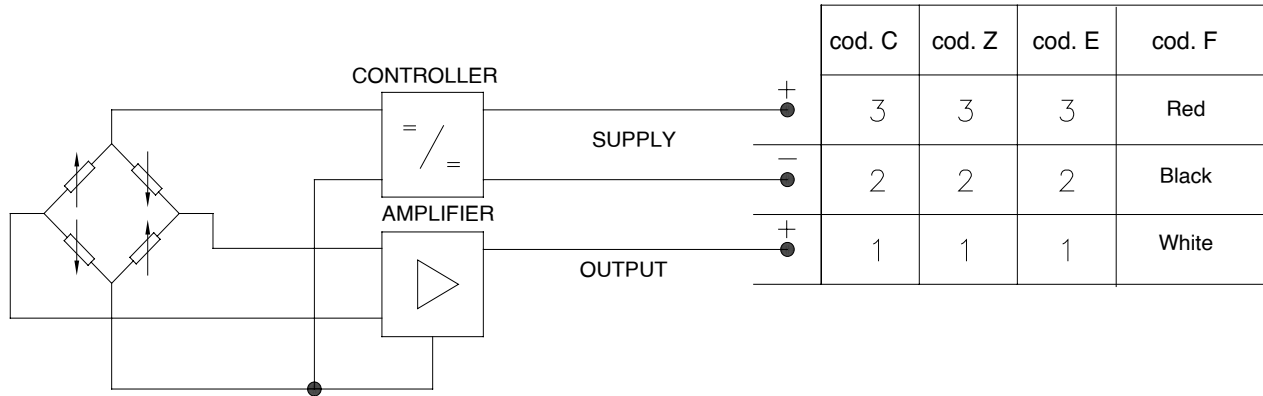 cod. C cod. Z cod. E cod. F
CONTROLLER
+ 3 3 3 Red
= / =
SUPPLY
− 2 2 2 Black
AMPLIFIER
+ 1 1 1 White
OUTPUT